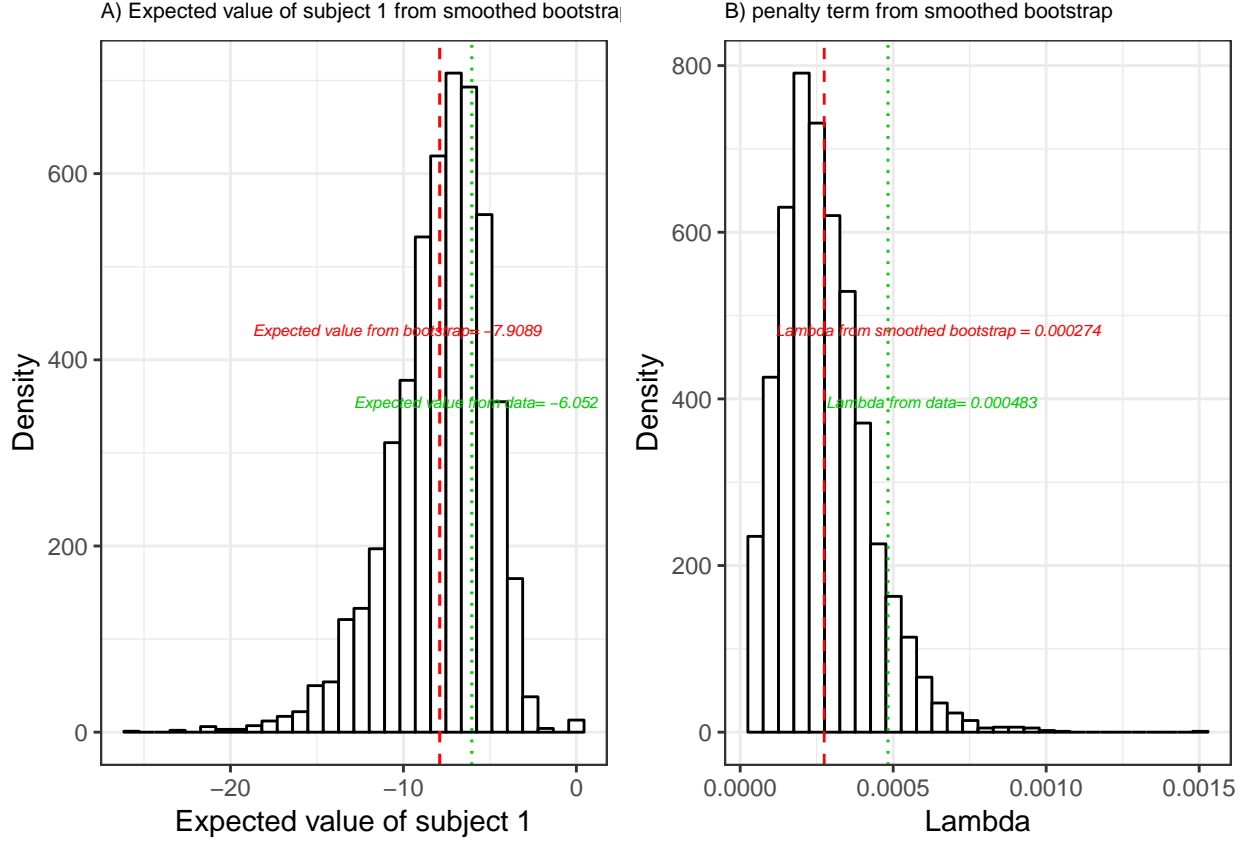 A) Expected value of subject 1 from smoothed bootstra
600
400
200
0
Density
Expected value from bootstrap= −7.9089
Expected value from data= −6.052
−20
−10
0
Expected value of subject 1
B) penalty term from smoothed bootstrap
800
600
400
200
0
Density
Lambda from smoothed bootstrap = 0.000274
Lambda from data= 0.000483
0.0000
0.0005
0.0010
0.0015
Lambda